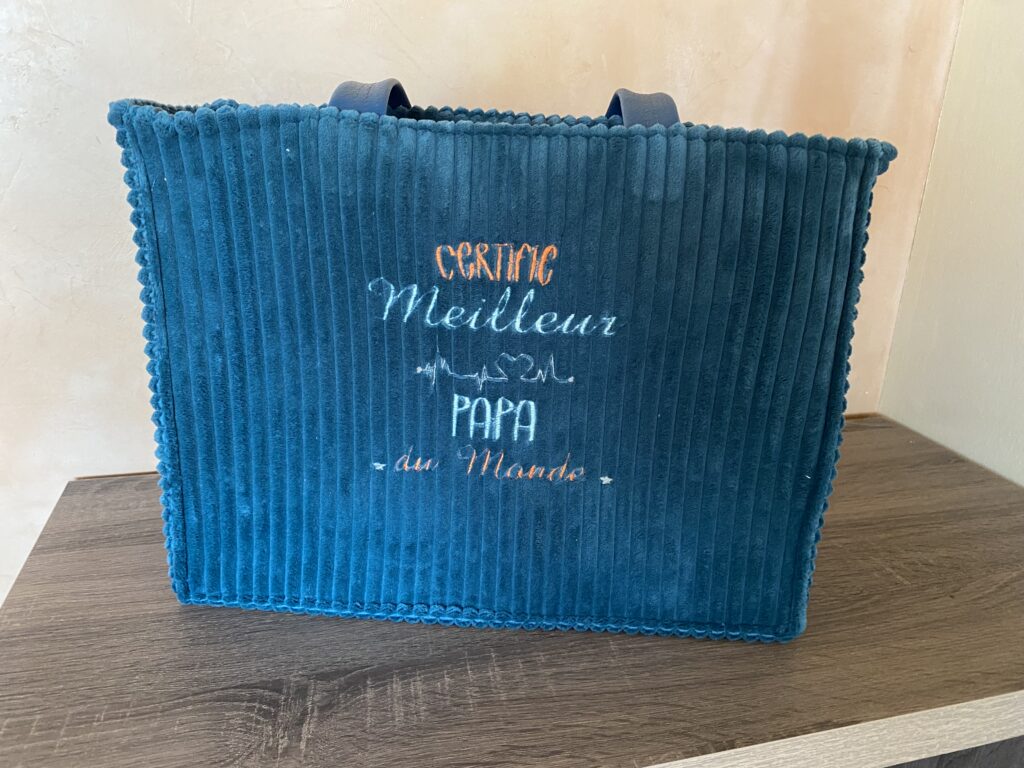 CERTIFIE
Meilleur
PAPA
du Monde